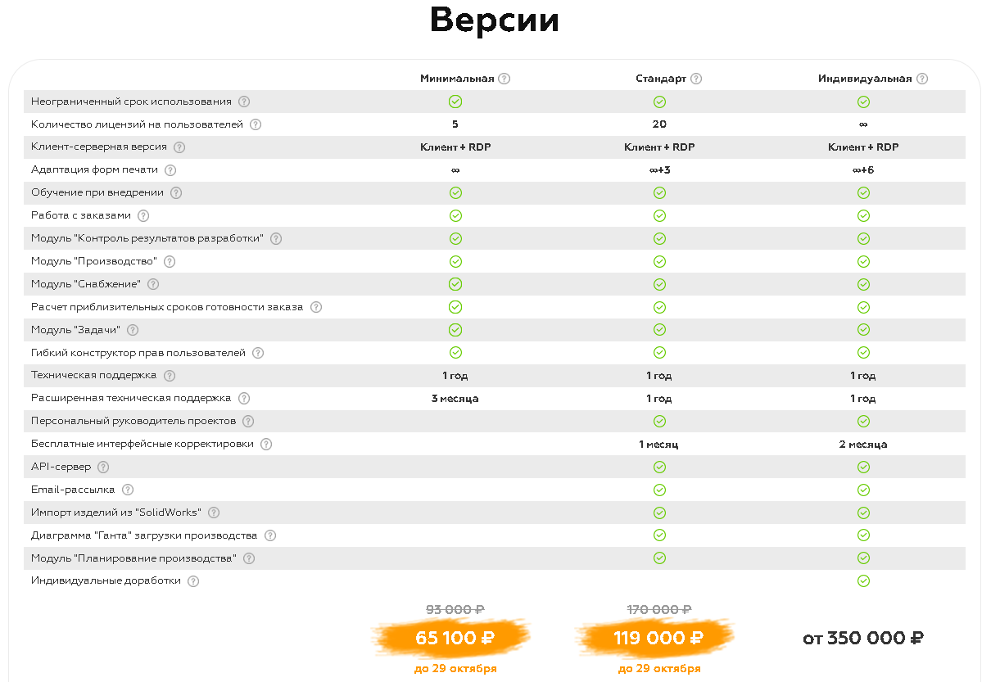 Версии
Минимальная ? Стандарт ? Индивидуальная ?
Неограниченный срок использования ?
Количество лицензий на пользователей ? 5 20 ∞
Клиент-серверная версия ? Клиент + RDP Клиент + RDP Клиент + RDP
Адаптация форм печати ? ∞ ∞+3 ∞+6
Обучение при внедрении ?
Работа с заказами ?
Модуль "Контроль результатов разработки" ?
Модуль "Производство" ?
Модуль "Снабжение" ?
Расчет приблизительных сроков готовности заказа ?
Модуль "Задачи" ?
Гибкий конструктор прав пользователей ?
Техническая поддержка ? 1 год 1 год 1 год
Расширенная техническая поддержка ? 3 месяца 1 год 1 год
Персональный руководитель проектов ?
Бесплатные интерфейсные корректировки ? 1 месяц 2 месяца
API-сервер ?
Email-рассылка ?
Импорт изделий из "SolidWorks" ?
Диаграмма "Ганта" загрузки производства ?
Модуль "Планирование производства" ?
Индивидуальные доработки ?
93 000 ₽ 170 000 ₽
65 100 ₽ 119 000 ₽ от 350 000 ₽
до 29 октября до 29 октября